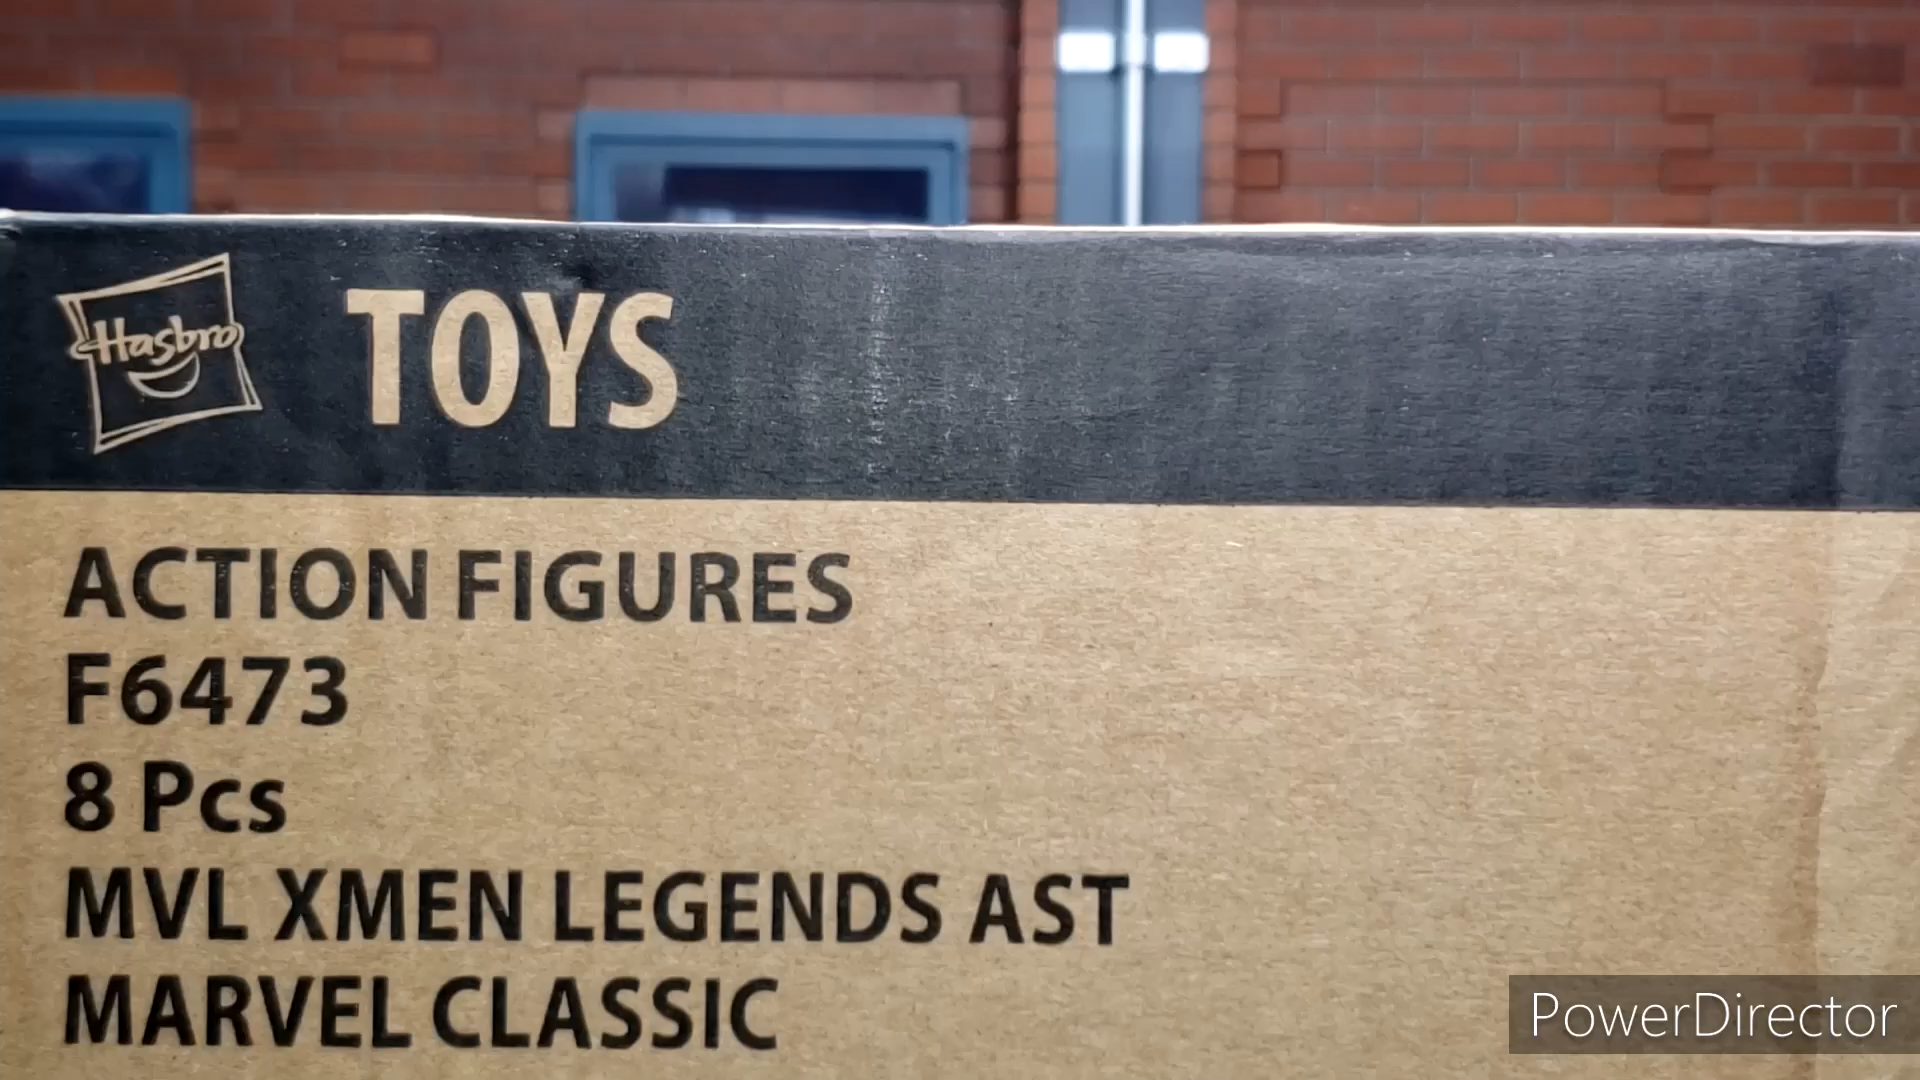 Hasbro TOYS
ACTION FIGURES
F6473
8 Pcs
MVL XMEN LEGENDS AST
MARVEL CLASSIC
PowerDirector